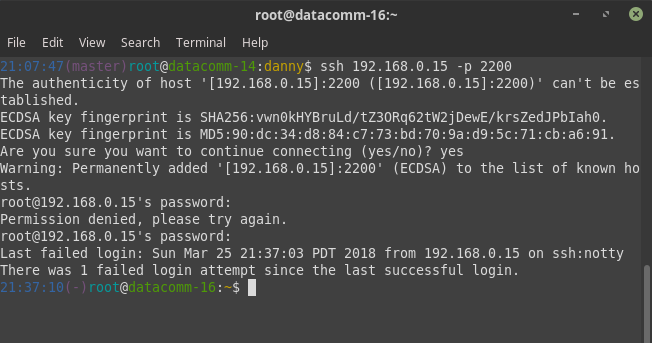 root@datacomm-16:~
File Edit View Search Terminal Help
21:07:47(master)root@datacomm-14:danny$ ssh 192.168.0.15 -p 2200
The authenticity of host '[192.168.0.15]:2200 ([192.168.0.15]:2200)' can't be es
tablished.
ECDSA key fingerprint is SHA256:vwn0kHYBruLd/tZ3ORq62tW2jDewE/krsZedJPbIah0.
ECDSA key fingerprint is MD5:90:dc:34:d8:84:c7:73:bd:70:9a:d9:5c:71:cb:a6:91.
Are you sure you want to continue connecting (yes/no)? yes
Warning: Permanently added '[192.168.0.15]:2200' (ECDSA) to the list of known ho
sts.
root@192.168.0.15's password:
Permission denied, please try again.
root@192.168.0.15's password:
Last failed login: Sun Mar 25 21:37:03 PDT 2018 from 192.168.0.15 on ssh:notty
There was 1 failed login attempt since the last successful login.
21:37:10(-)root@datacomm-16:~$